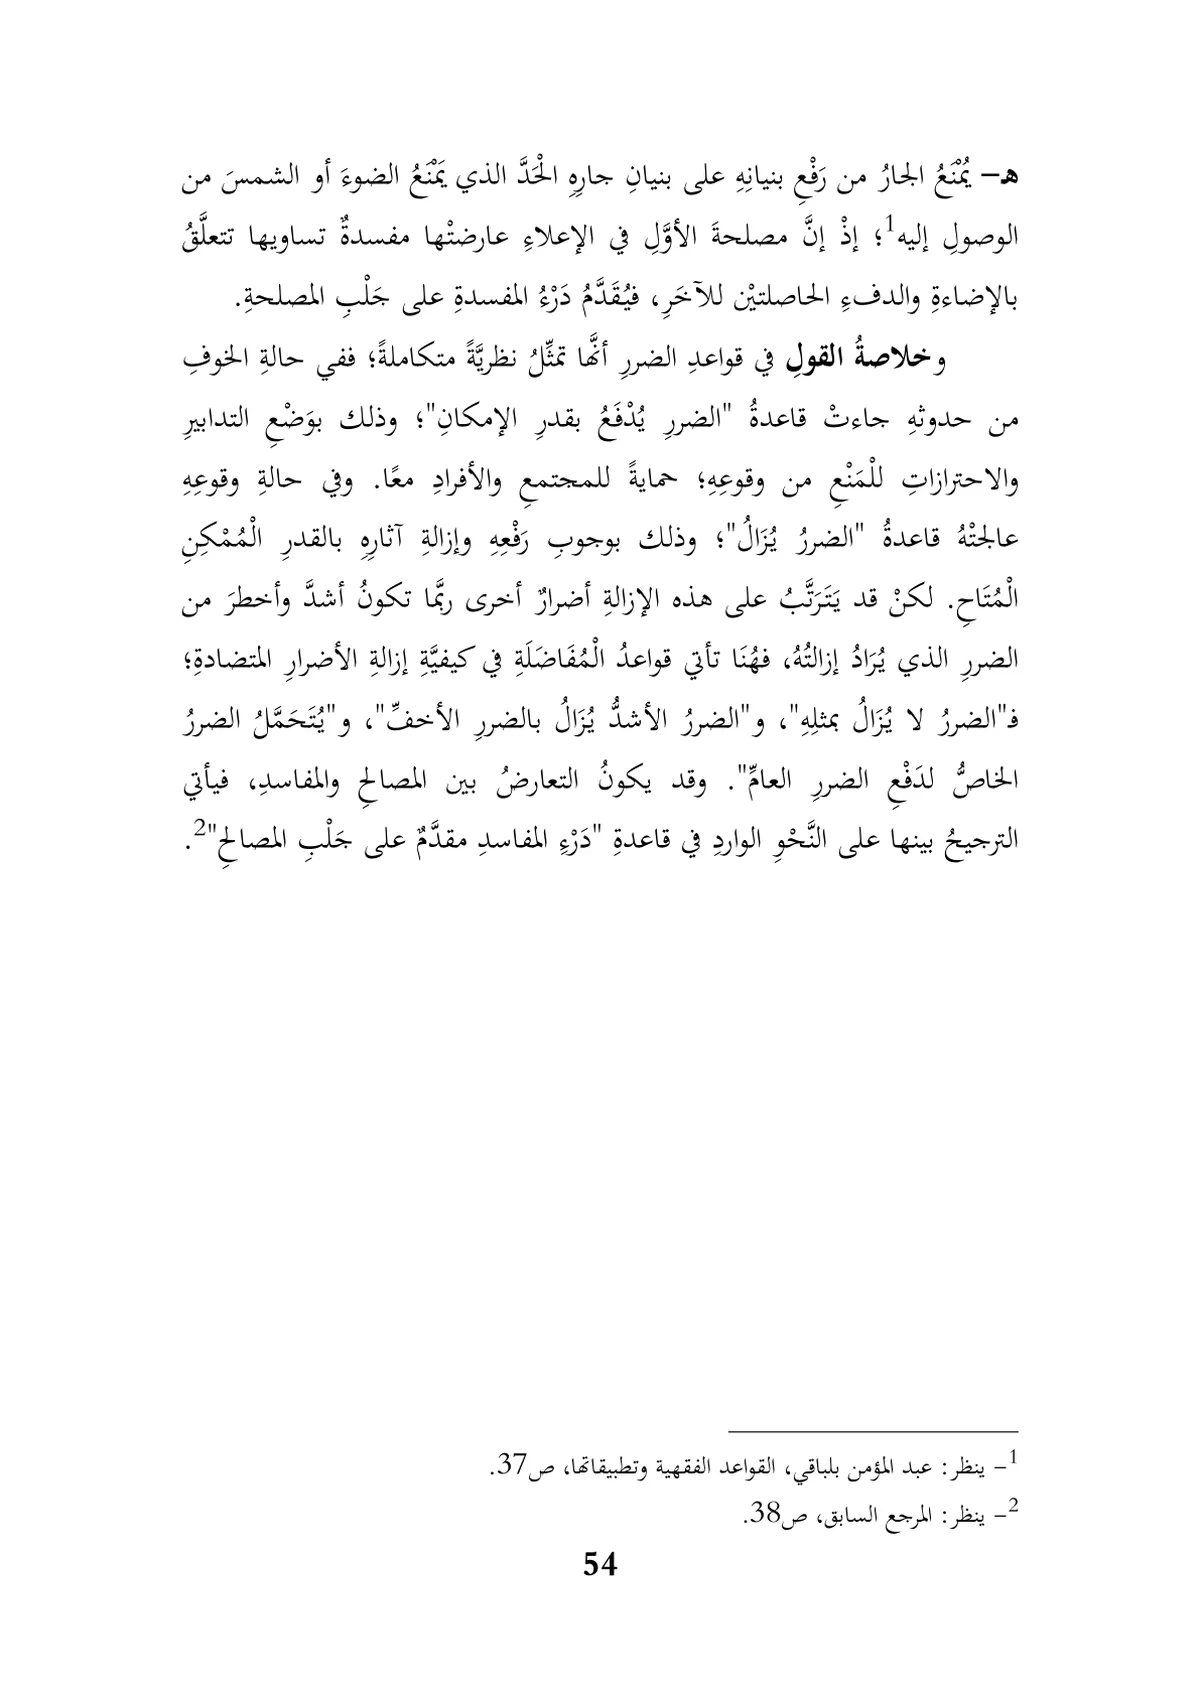 هـ- يُمْنَعُ الجارُ من رَفْعِ بنيانِهِ على بنيانِ جارِهِ الْحَدَّ الذي يَمْنَعُ الضوءَ أو الشمسَ من
الوصولِ إليه1؛ إذْ إنَّ مصلحةَ الأوَّلِ في الإعلاءِ عارضتْها مفسدةٌ تساويها تتعلَّقُ
بالإضاءةِ والدفءِ الحاصلتيْن للآخَرِ، فيُقَدَّمُ دَرْءُ المفسدةِ على جَلْبِ المصلحةِ.
وخلاصةُ القولِ في قواعدِ الضررِ أنَّها تمثِّلُ نظريَّةً متكاملةً؛ ففي حالةِ الخوفِ
من حدوثهِ جاءتْ قاعدةُ "الضررِ يُدْفَعُ بقدرِ الإمكانِ"؛ وذلك بوَضْعِ التدابيرِ
والاحترازاتِ للْمَنْعِ من وقوعِهِ؛ حمايةً للمجتمعِ والأفرادِ معًا. وفي حالةِ وقوعِهِ
عالجتْهُ قاعدةُ "الضررُ يُزَالُ"؛ وذلك بوجوبِ رَفْعِهِ وإزالةِ آثارِهِ بالقدرِ الْمُمْكِنِ
الْمُتَاحِ. لكنْ قد يَتَرَتَّبُ على هذه الإزالةِ أضرارٌ أخرى ربَّما تكونُ أشدَّ وأخطرَ من
الضررِ الذي يُرَادُ إزالتُهُ، فهُنَا تأتي قواعدُ الْمُفَاضَلَةِ في كيفيَّةِ إزالةِ الأضرارِ المتضادةِ؛
فـ"الضررُ لا يُزَالُ بمثلِهِ"، و"الضررُ الأشدُّ يُزَالُ بالضررِ الأخفِّ"، و"يُتَحَمَّلُ الضررُ
الخاصُّ لدَفْعِ الضررِ العامِّ". وقد يكونُ التعارضُ بين المصالحِ والمفاسدِ، فيأتي
الترجيحُ بينها على النَّحْوِ الواردِ في قاعدةِ "دَرْءِ المفاسدِ مقدَّمٌ على جَلْبِ المصالحِ"2.
1- ينظر: عبد المؤمن بلباقي، القواعد الفقهية وتطبيقاتها، ص37.
2- ينظر: المرجع السابق، ص38.
54